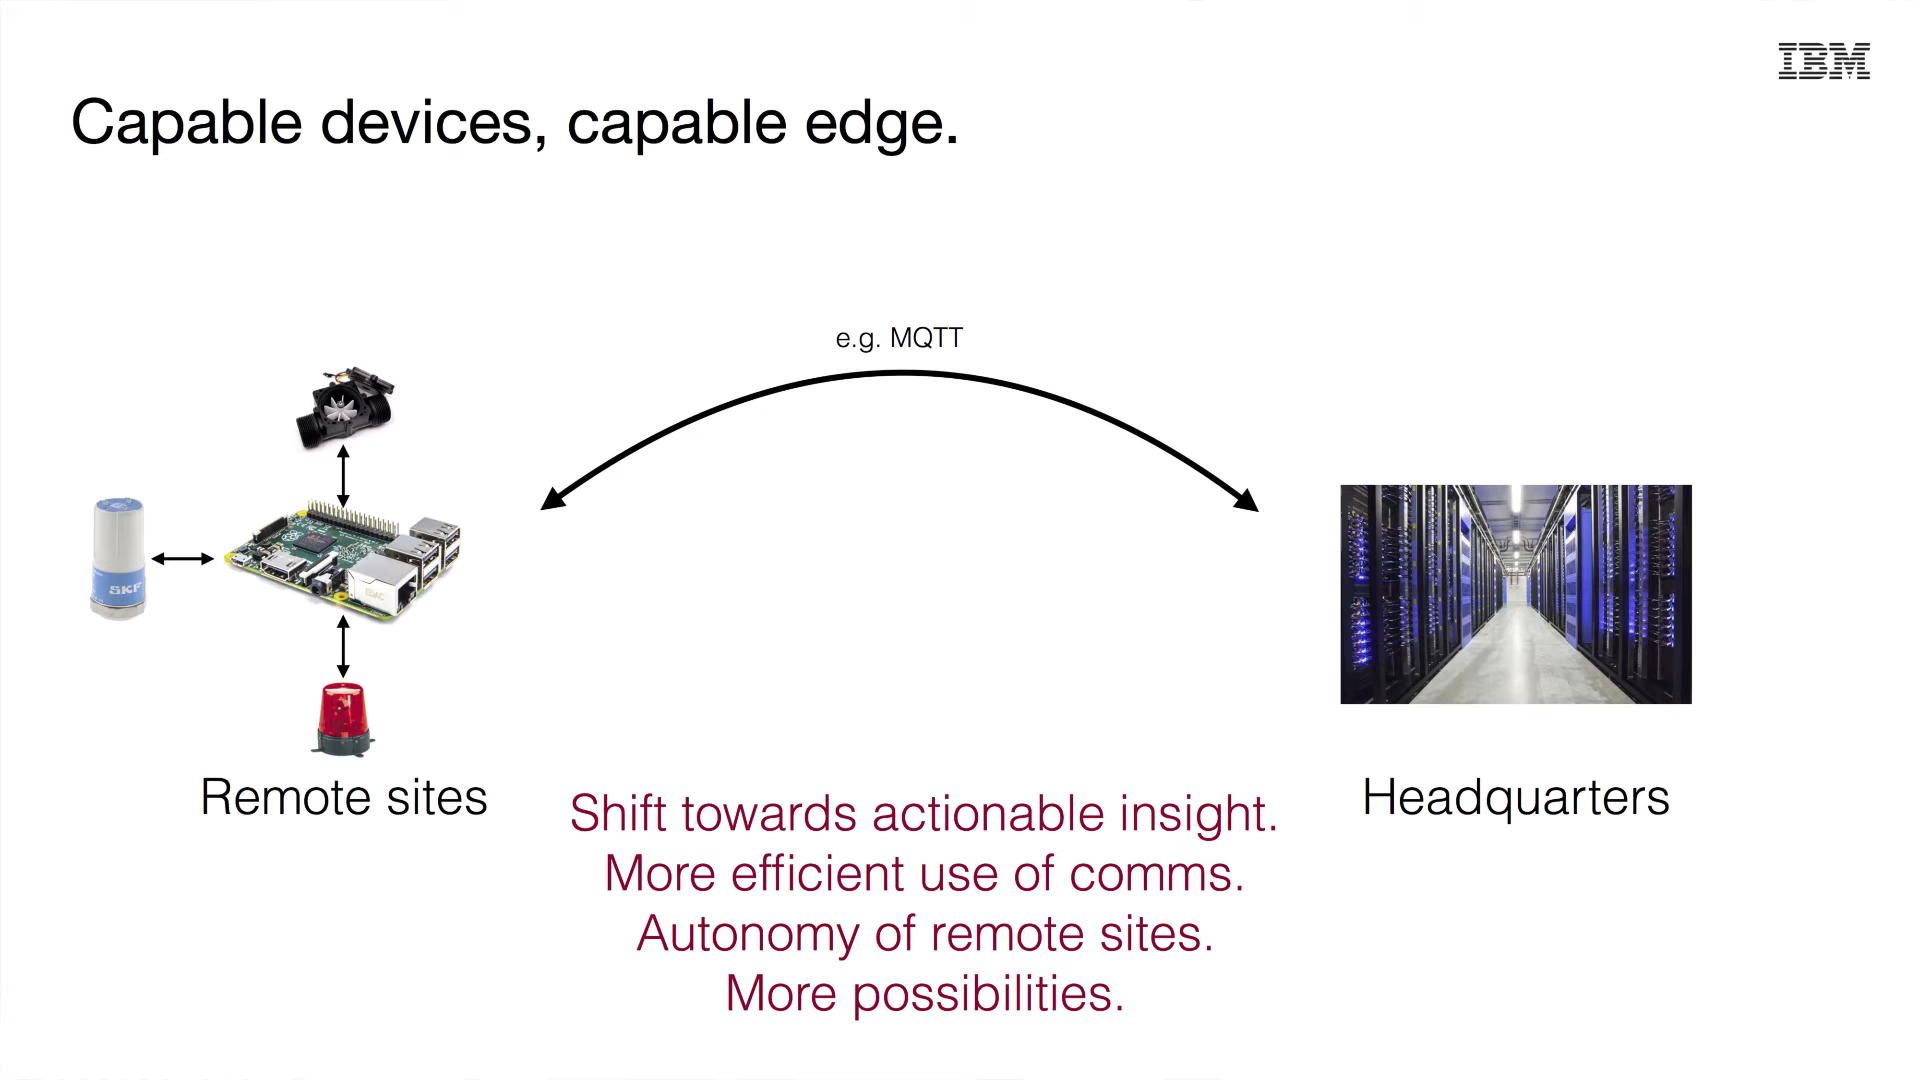 IBM
Capable devices, capable edge.
e.g. MQTT
SKF
Remote sites
Headquarters
Shift towards actionable insight.
More efficient use of comms.
Autonomy of remote sites.
More possibilities.